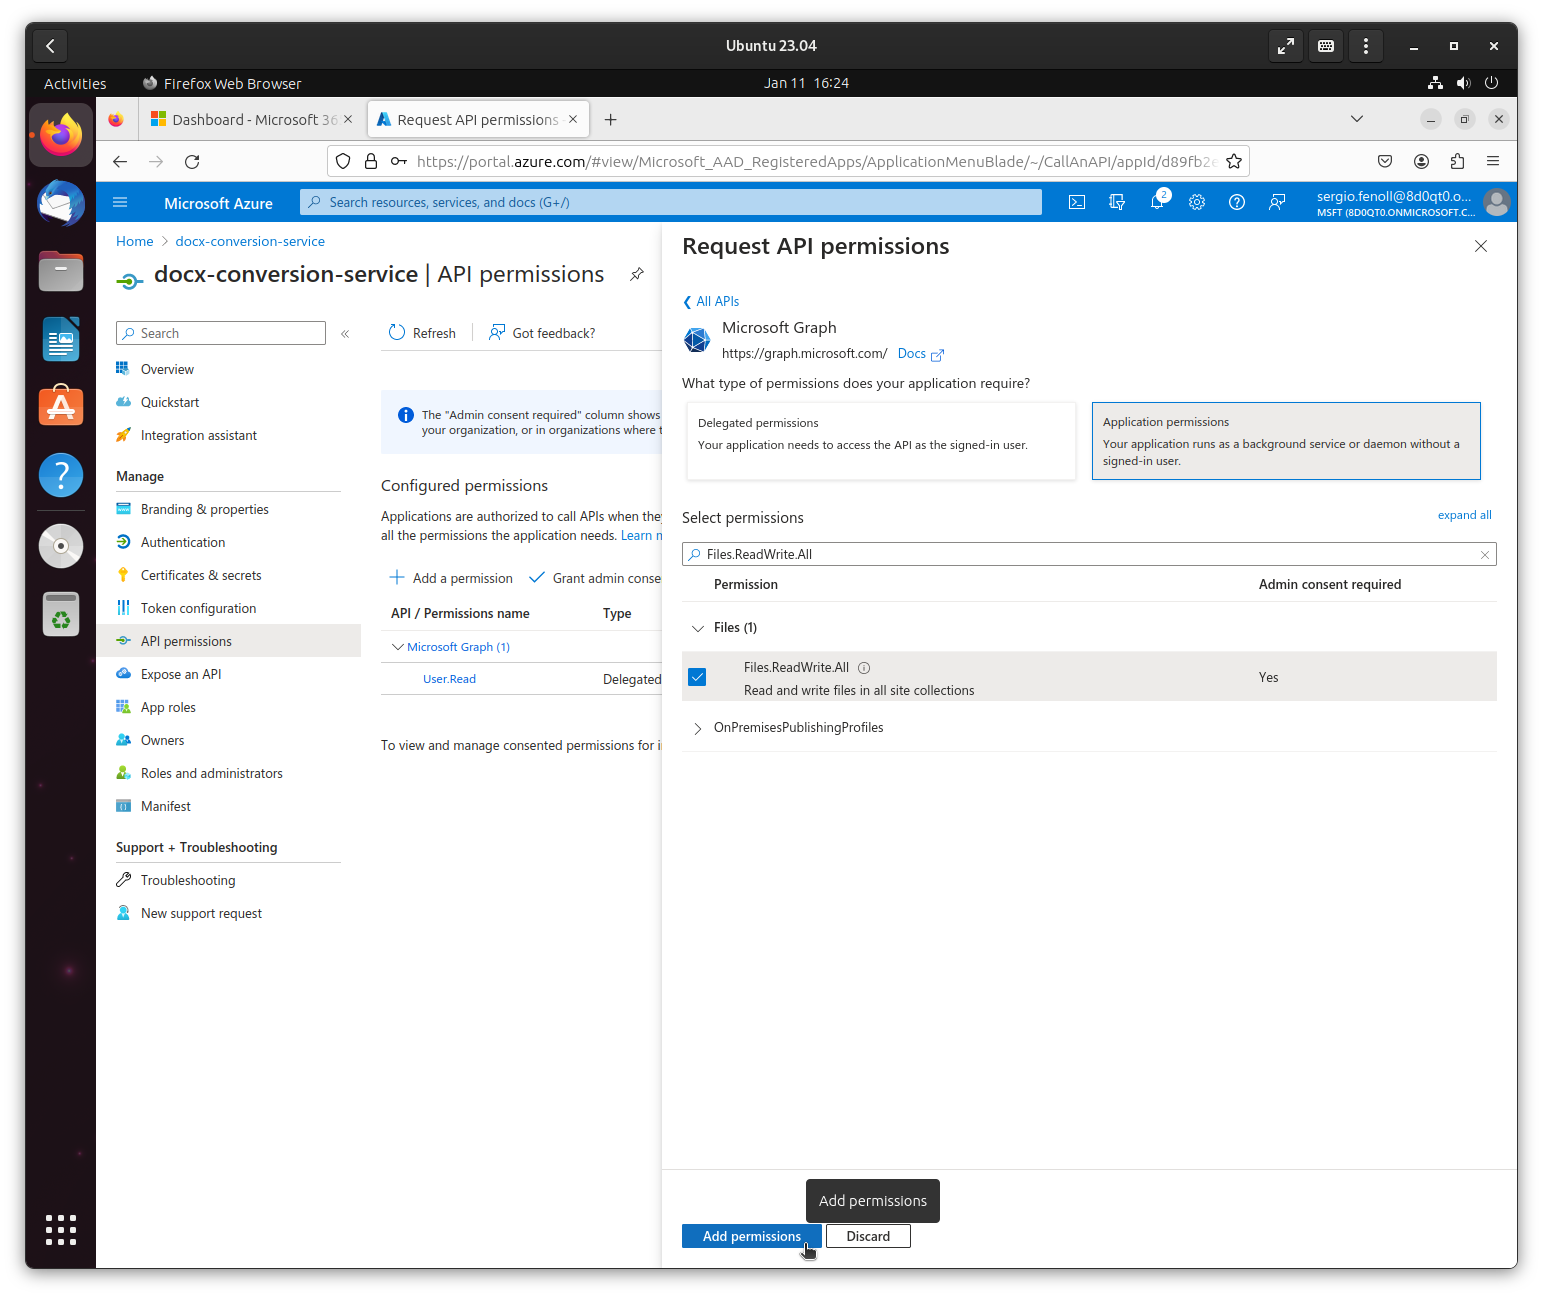 Ubuntu 23.04
Activities
Firefox Web Browser
Jan 11 16:24
Dashboard - Microsoft 36
Request API permissions
https://portal.azure.com/#view/Microsoft_AAD_RegisteredApps/ApplicationMenuBlade/~/CallAnAPI/appId/d89fb2e
Microsoft Azure
Search resources, services, and docs (G+/)
2
sergio.fenoll@8d0qt0.o...
MSFT (8D0QT0.ONMICROSOFT.C...
Home > docx-conversion-service
docx-conversion-service | API permissions
Search
«
Refresh
Got feedback?
Overview
Quickstart
Integration assistant
Manage
Branding & properties
Authentication
Certificates & secrets
Token configuration
API permissions
Expose an API
App roles
Owners
Roles and administrators
Manifest
Support + Troubleshooting
Troubleshooting
New support request
The "Admin consent required" column shows
your organization, or in organizations where t
Configured permissions
Applications are authorized to call APIs when they
all the permissions the application needs. Learn m
Add a permission
Grant admin conse
API / Permissions name
Type
Microsoft Graph (1)
User.Read
Delegated
To view and manage consented permissions for i
Request API permissions
All APIs
Microsoft Graph
https://graph.microsoft.com/ Docs
What type of permissions does your application require?
Delegated permissions
Your application needs to access the API as the signed-in user.
Application permissions
Your application runs as a background service or daemon without a
signed-in user.
Select permissions
expand all
Files.ReadWrite.All
Permission
Admin consent required
Files (1)
Files.ReadWrite.All
Read and write files in all site collections
Yes
OnPremisesPublishingProfiles
Add permissions
Add permissions
Discard